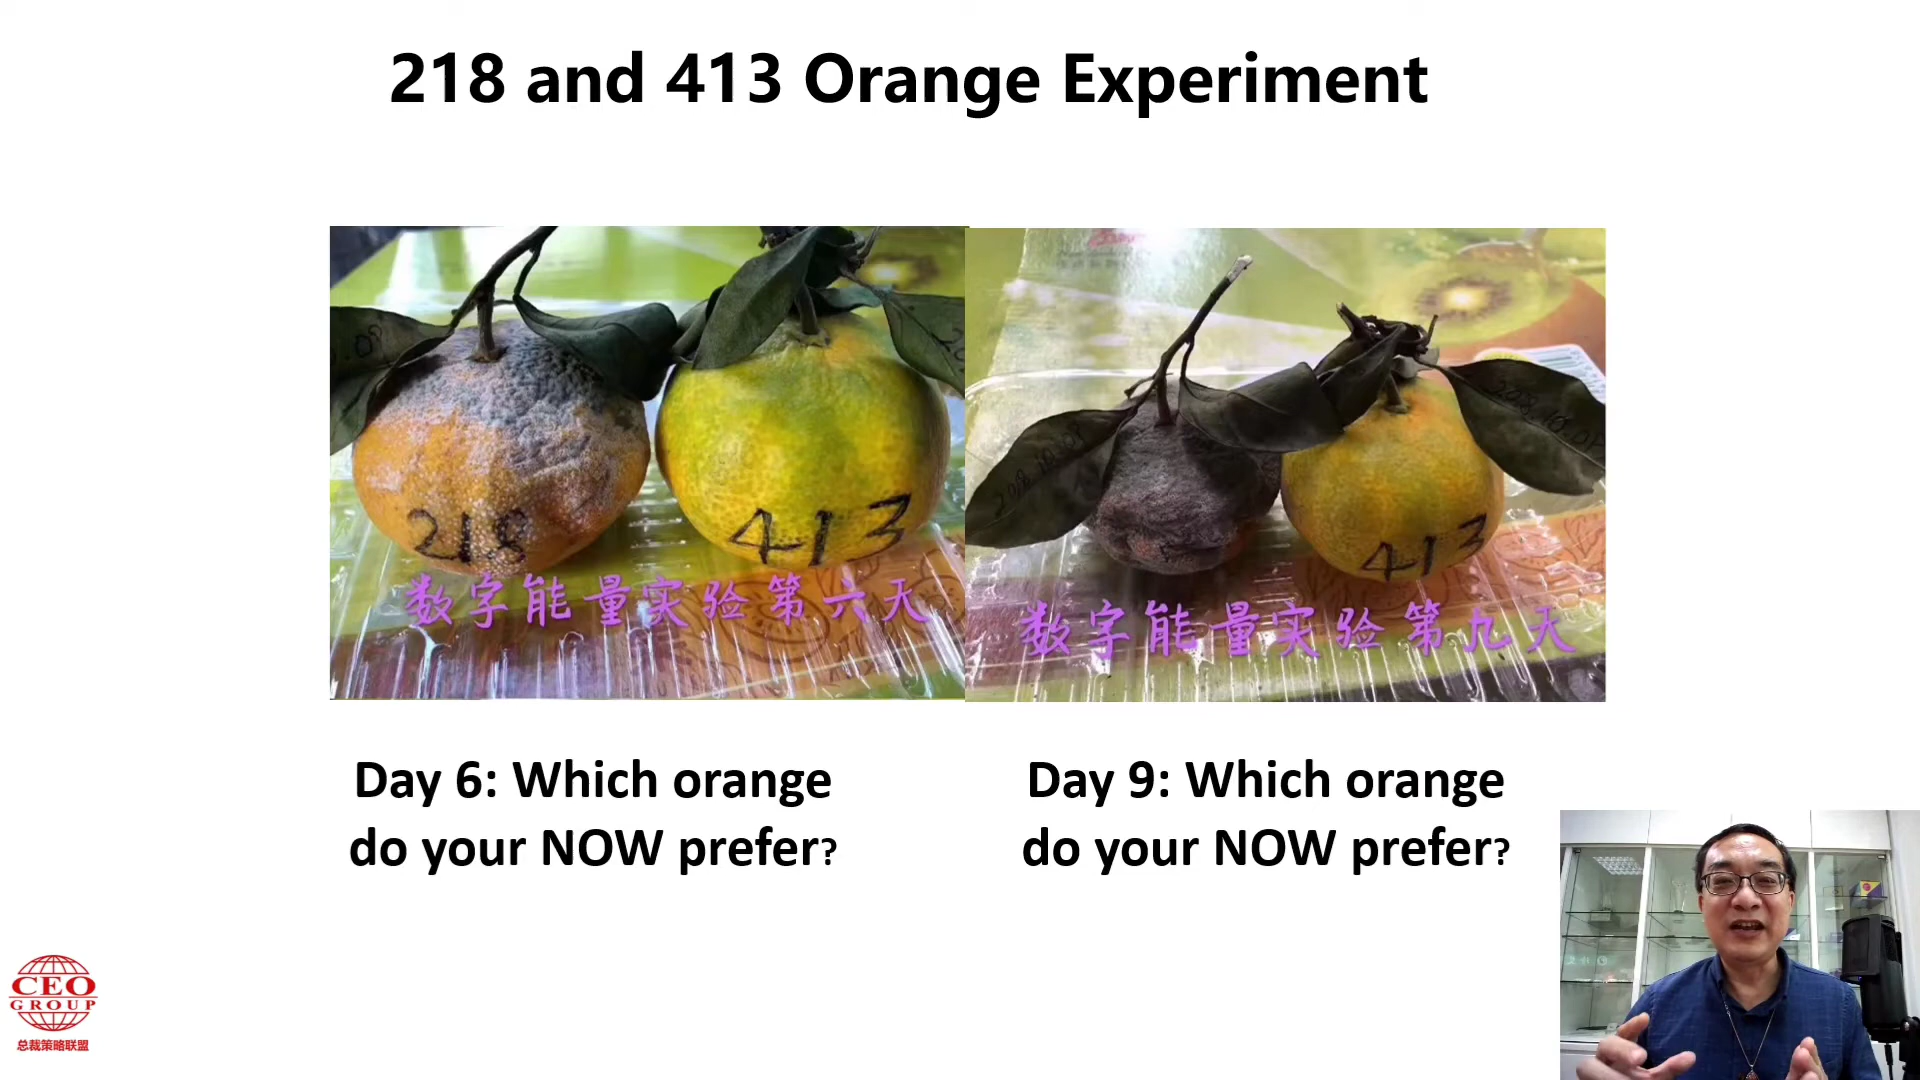 218 and 413 Orange Experiment
218
413
数字能量实验第六天
413
数字能量实验第九天
Day 6: Which orange
do your NOW prefer?
Day 9: Which orange
do your NOW prefer?
CEO
GROUP
总裁策略联盟